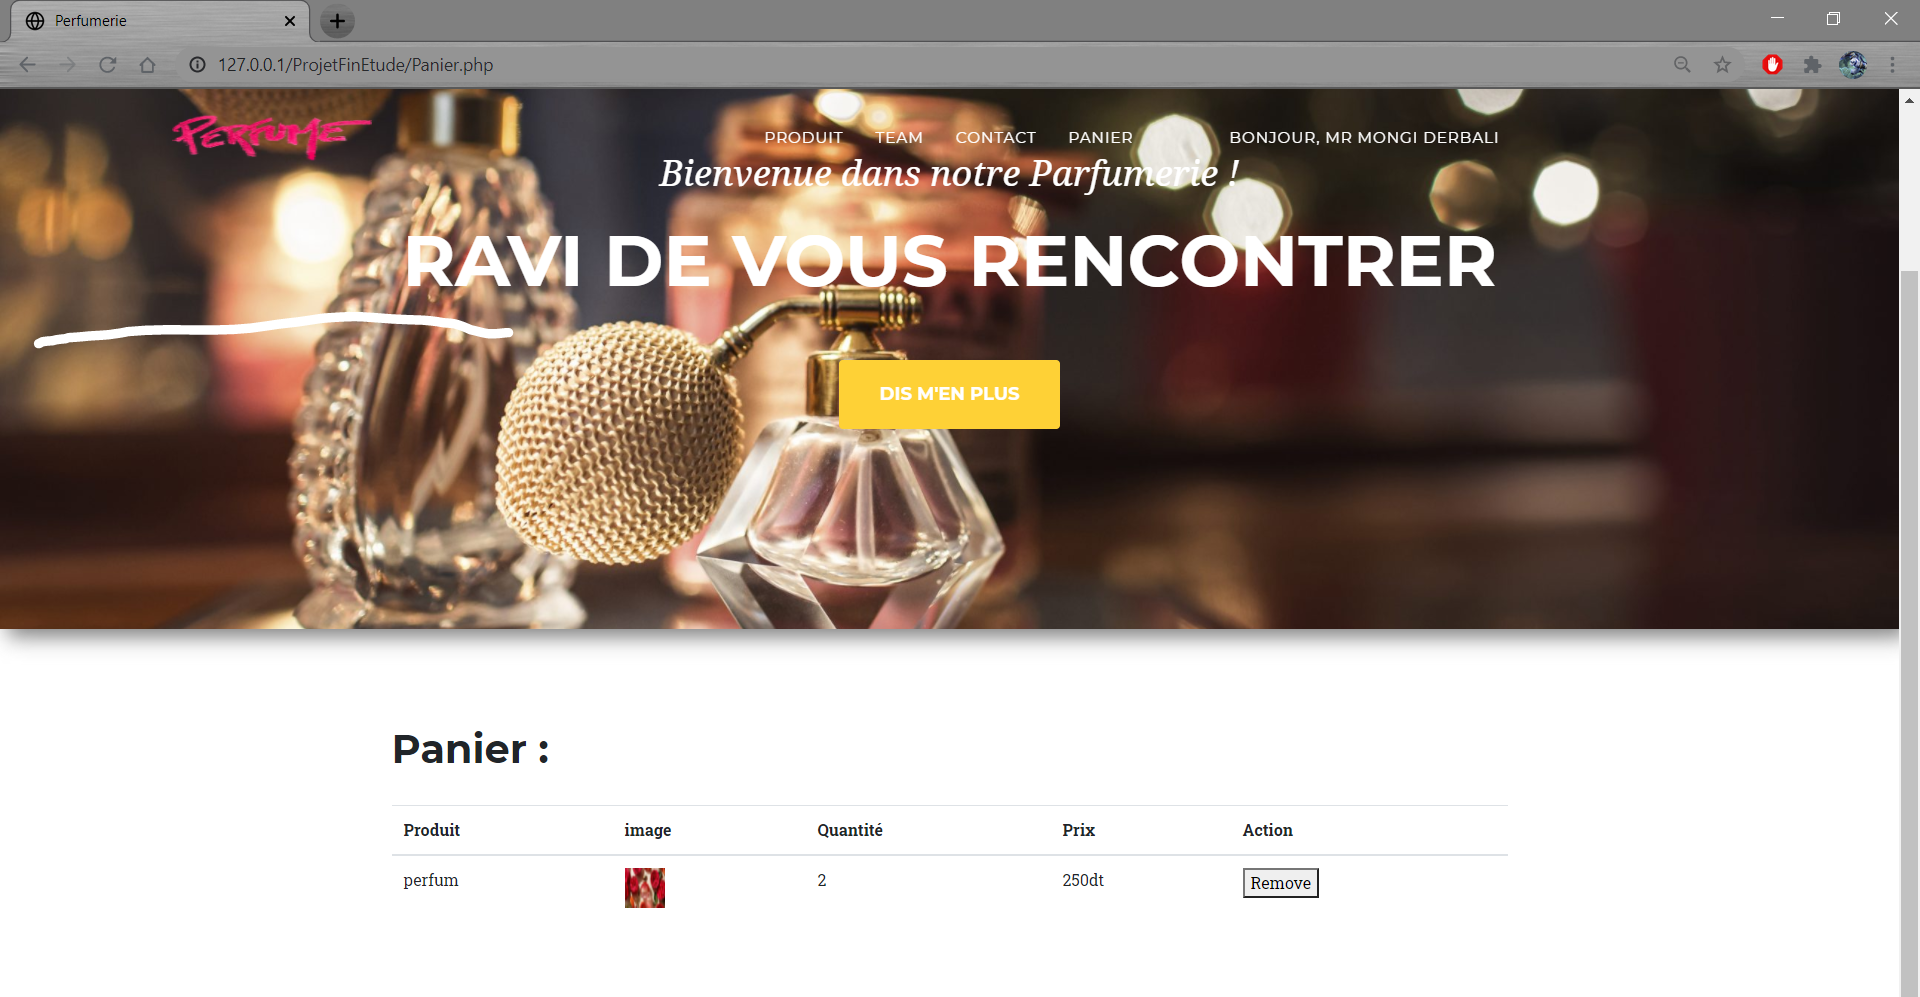 Perfumerie
127.0.0.1/ProjetFinEtude/Panier.php
PERFUME
PRODUIT TEAM CONTACT PANIER BONJOUR, MR MONGI DERBALI
Bienvenue dans notre Parfumerie !
RAVI DE VOUS RENCONTRER
DIS M'EN PLUS
Panier :
Produit image Quantité Prix Action
perfum 2 250dt Remove